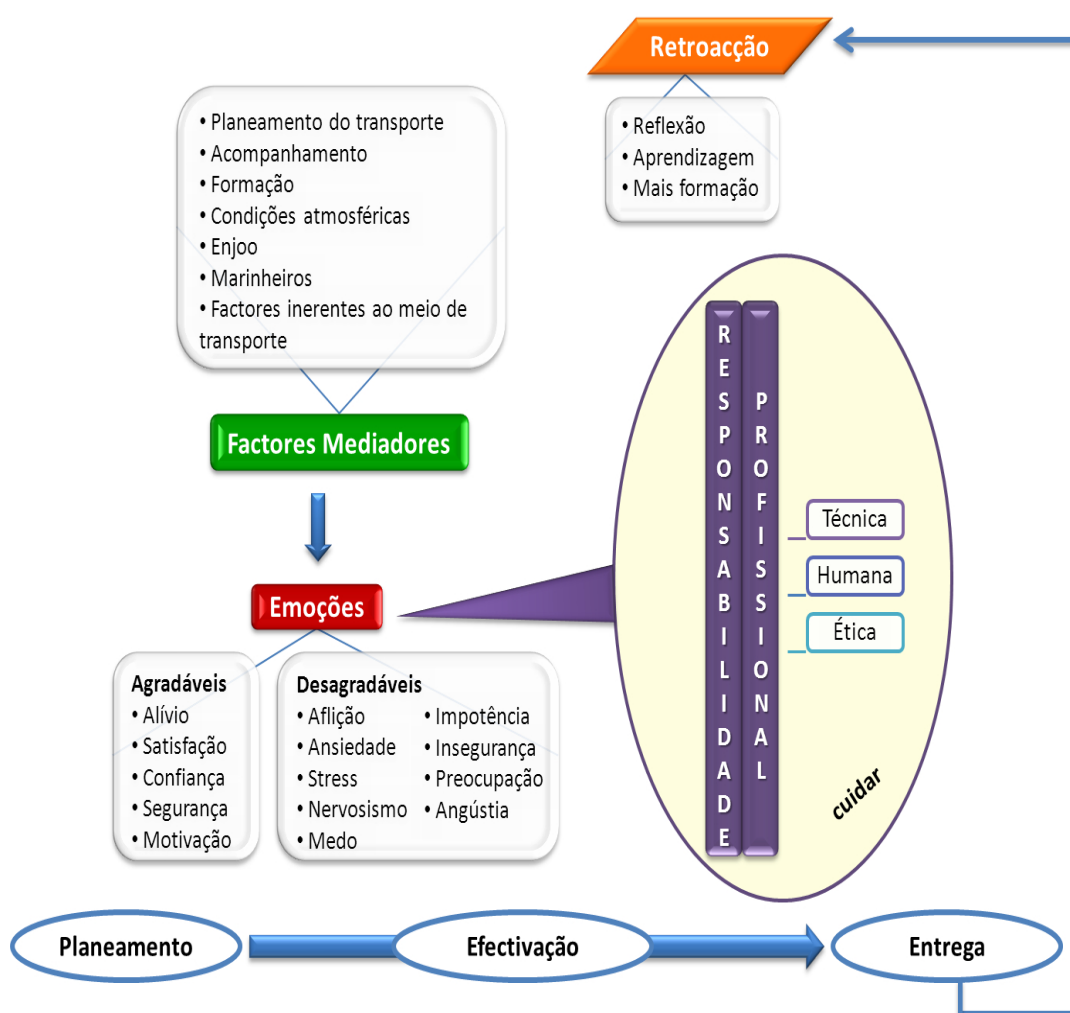 Retroacção
• Reflexão
• Aprendizagem
• Mais formação
• Planeamento do transporte
• Acompanhamento
• Formação
• Condições atmosféricas
• Enjoo
• Marinheiros
• Factores inerentes ao meio de
transporte
Factores Mediadores
Emoções
Agradáveis
• Alívio
• Satisfação
• Confiança
• Segurança
• Motivação
Desagradáveis
• Aflição
• Ansiedade
• Stress
• Nervosismo
• Medo
• Impotência
• Insegurança
• Preocupação
• Angústia
RESPONSABILIDADE
PROFISSIONAL
Técnica
Humana
Ética
cuidar
Planeamento
Efectivação
Entrega